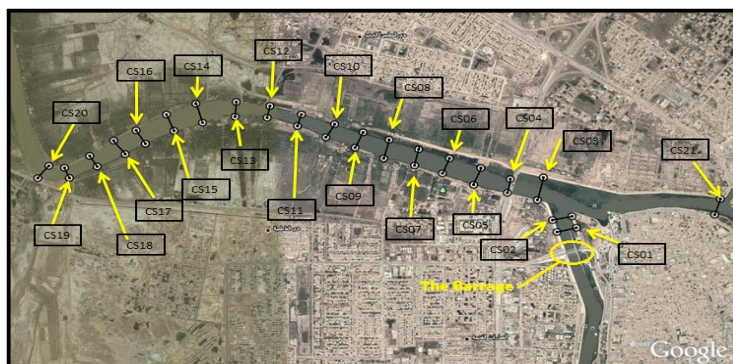 CS12
CS14
CS10
CS16
CS08
CS06
CS04
CS20
CS03
CS21
CS13
CS09
CS15
CS11
CS17
CS07
CS05
CS19
CS18
CS02
CS01
The Barrage
Google